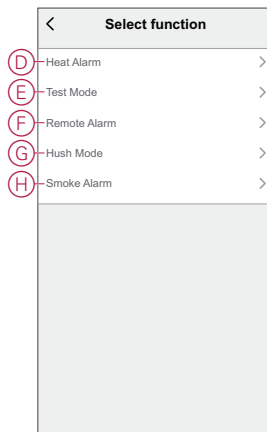 Select function
D Heat Alarm
E Test Mode
F Remote Alarm
G Hush Mode
H Smoke Alarm